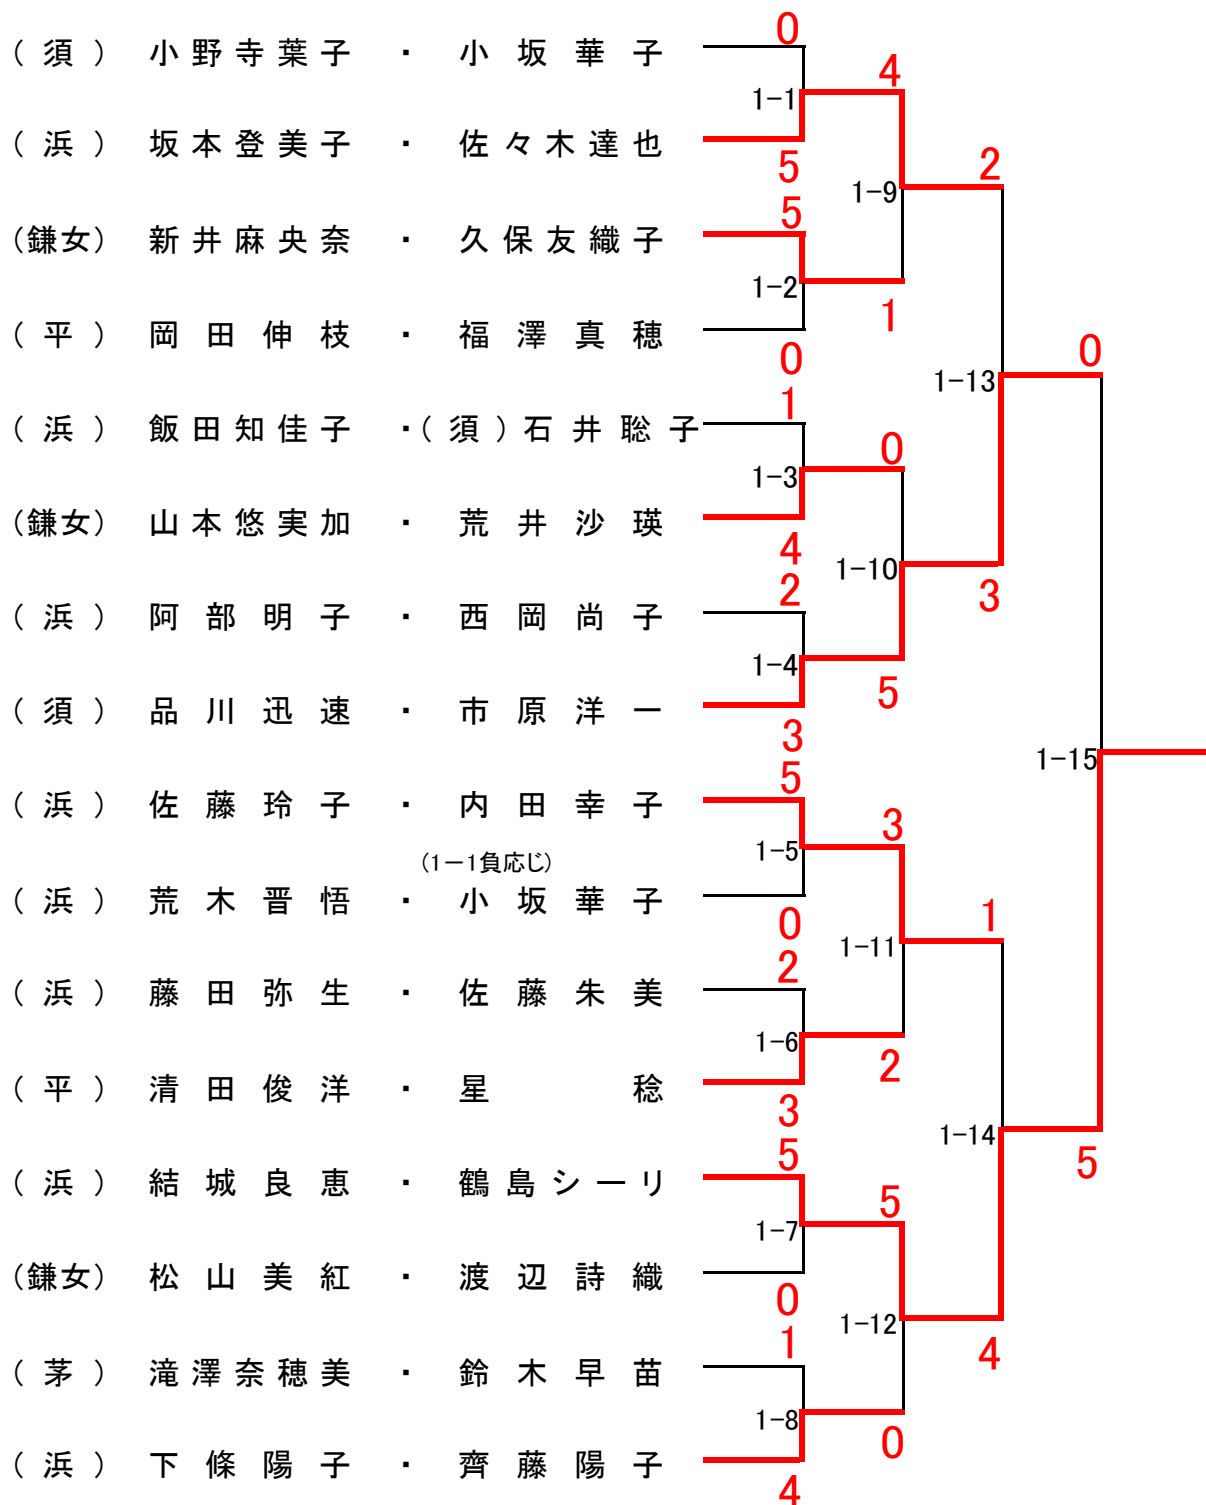 0
(須) 小野寺葉子 ・ 小坂華子
4
1-1
(浜) 坂本登美子 ・ 佐々木達也
5
2
1-9
5
(鎌女) 新井麻央奈 ・ 久保友織子
1-2
1
(平) 岡田伸枝 ・ 福澤真穂
0
0
1-13
1
(浜) 飯田知佳子 ・(須)石井聡子
0
1-3
(鎌女) 山本悠実加 ・ 荒井沙瑛
4
1-10
2
3
(浜) 阿部明子 ・ 西岡尚子
1-4
5
(須) 品川迅速 ・ 市原洋一
3
1-15
5
(浜) 佐藤玲子 ・ 内田幸子
3
1-5
(1-1負応じ)
(浜) 荒木晋悟 ・ 小坂華子
0
1
1-11
2
(浜) 藤田弥生 ・ 佐藤朱美
1-6
2
(平) 清田俊洋 ・ 星稔
3
1-14
5
5
(浜) 結城良恵 ・ 鶴島シーリ
5
1-7
(鎌女) 松山美紅 ・ 渡辺詩織
0
1-12
1
4
(茅) 滝澤奈穂美 ・ 鈴木早苗
1-8
0
(浜) 下條陽子 ・ 齊藤陽子
4